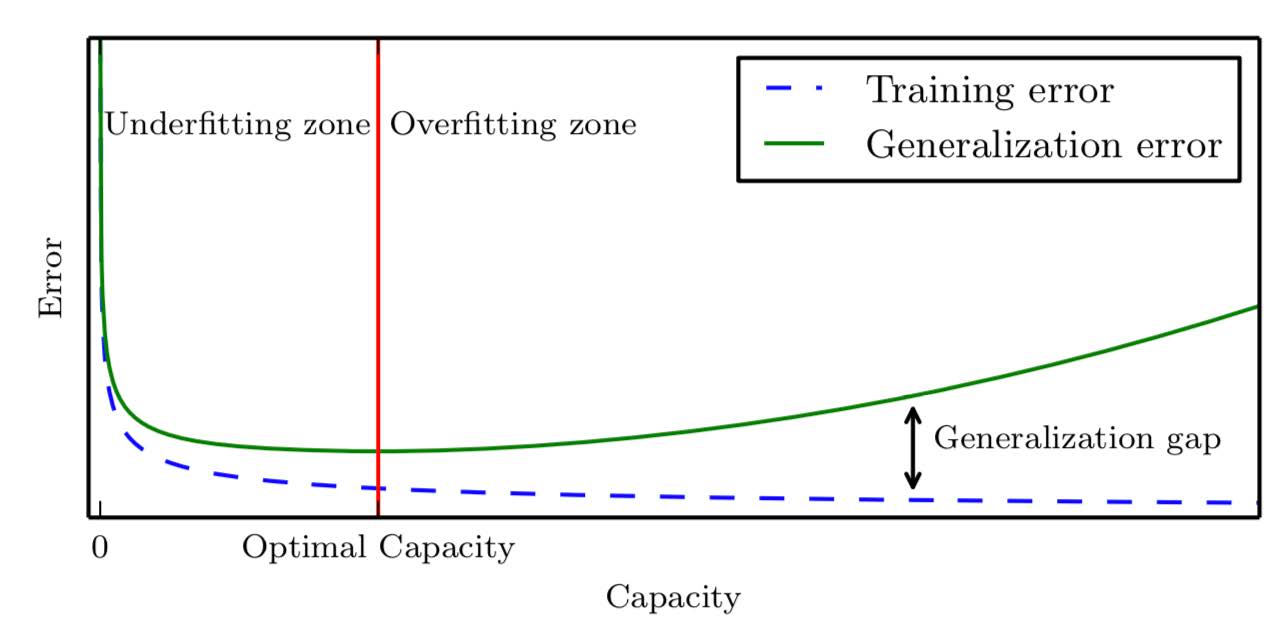 Training error
Generalization error
Underfitting zone
Overfitting zone
Error
Generalization gap
0
Optimal Capacity
Capacity